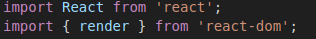 import React from 'react';
import { render } from 'react-dom';